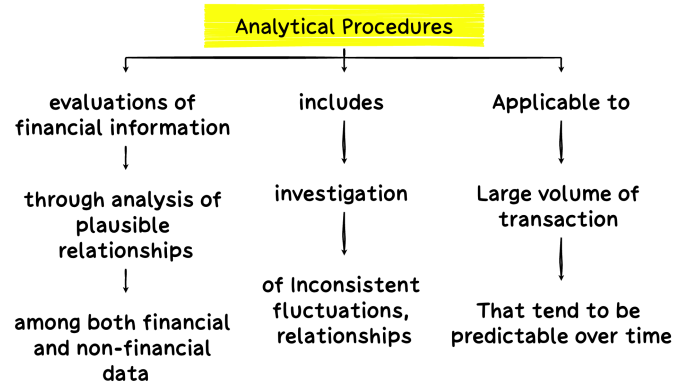 Analytical Procedures
evaluations of
financial information
through analysis of
plausible
relationships
among both financial
and non-financial
data
includes
investigation
of Inconsistent
fluctuations,
relationships
Applicable to
Large volume of
transaction
That tend to be
predictable over time